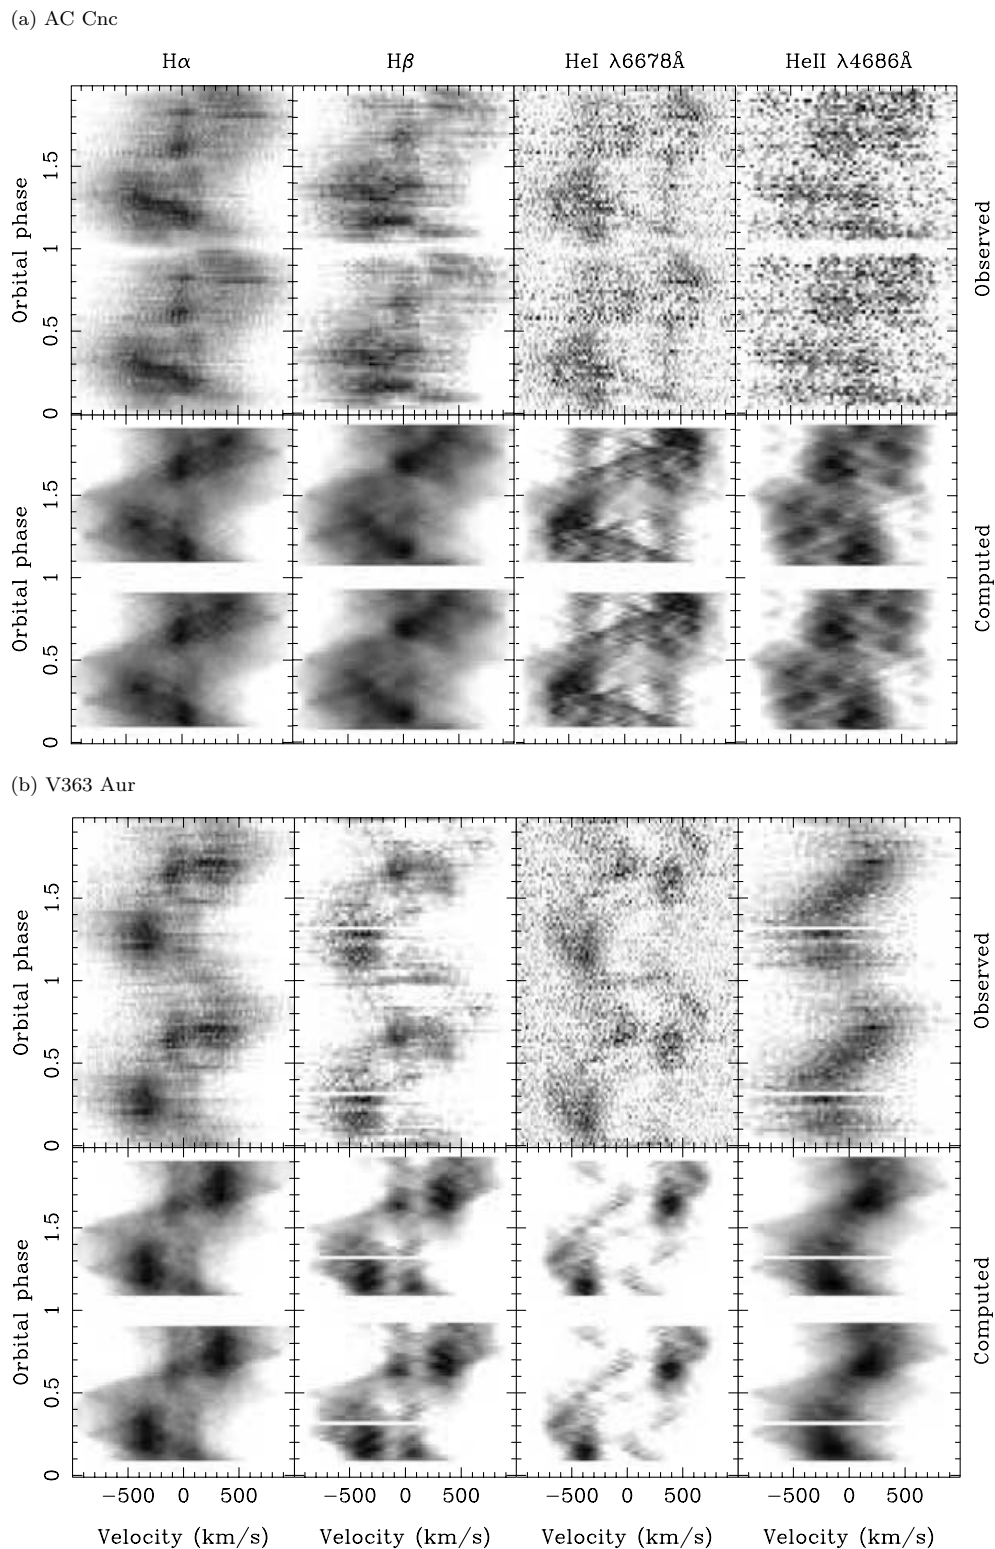 (a) AC Cnc
Hα Hβ HeI λ6678Å HeII λ4686Å
1.5
1
0.5
0
Orbital phase
Observed
1.5
1
0.5
0
Orbital phase
Computed
(b) V363 Aur
1.5
1
0.5
0
Orbital phase
Observed
1.5
1
0.5
0
Orbital phase
Computed
−500 0 500 −500 0 500 −500 0 500 −500 0 500
Velocity (km/s) Velocity (km/s) Velocity (km/s) Velocity (km/s)